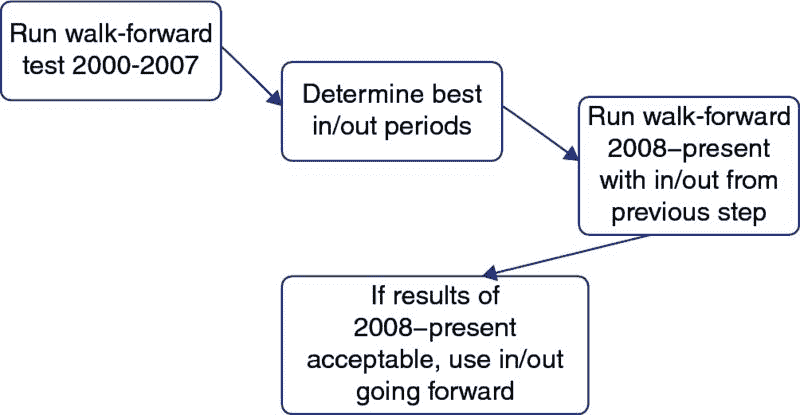 Run walk-forward
test 2000-2007
Determine best
in/out periods
Run walk-forward
2008–present
with in/out from
previous step
If results of
2008–present
acceptable, use in/out
going forward